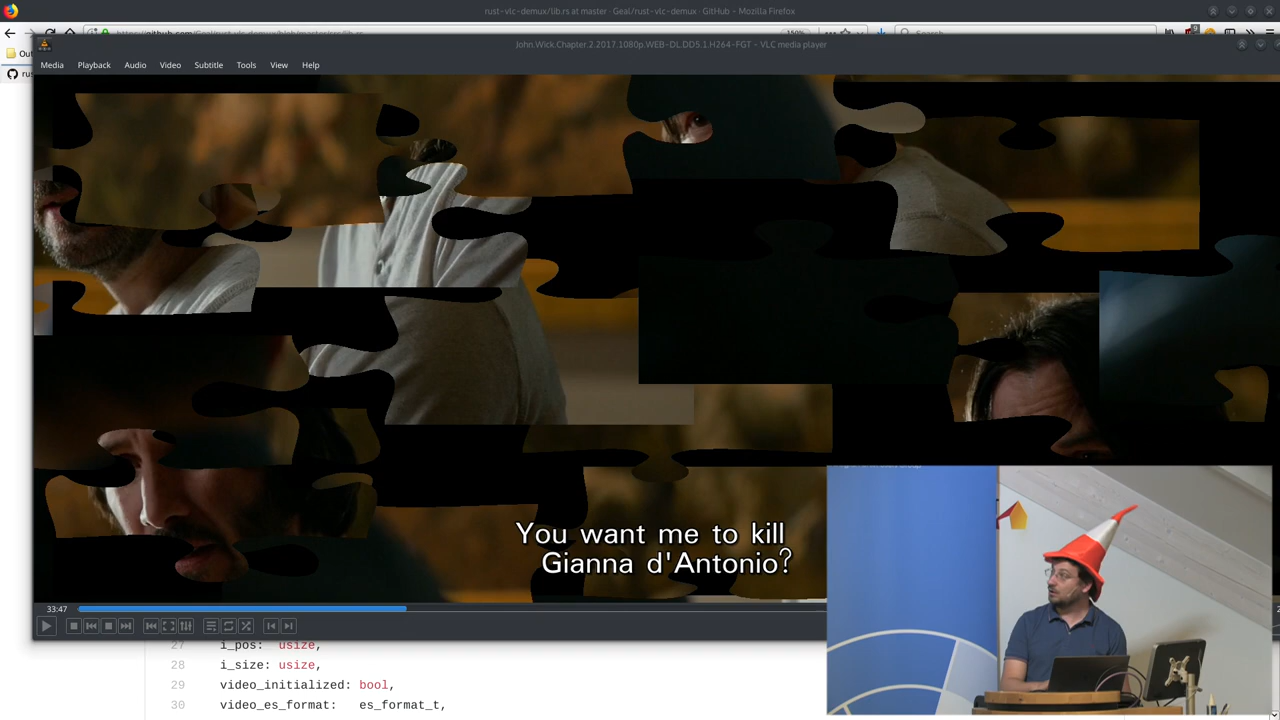 rust-vlc-demux/lib.rs at master · Geal/rust-vlc-demux · GitHub - Mozilla Firefox
150%
Search
John.Wick.Chapter.2.2017.1080p.WEB-DL.DD5.1.H264-FGT - VLC media player
Media Playback Audio Video Subtitle Tools View Help
You want me to kill
Gianna d'Antonio?
33:47
27 i_pos: usize,
28 i_size: usize,
29 video_initialized: bool,
30 video_es_format: es_format_t,